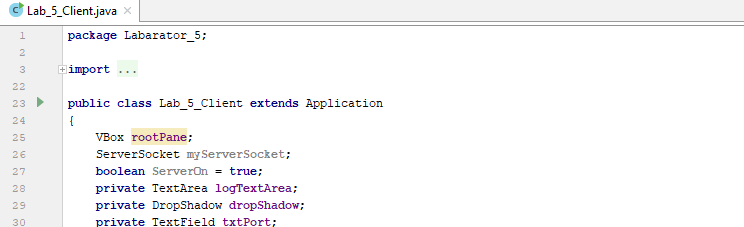 Lab_5_Client.java
1 package Labarator_5;
2
3 import ...
22
23 public class Lab_5_Client extends Application
24 {
25 VBox rootPane;
26 ServerSocket myServerSocket;
27 boolean ServerOn = true;
28 private TextArea logTextArea;
29 private DropShadow dropShadow;
30 private TextField txtPort;